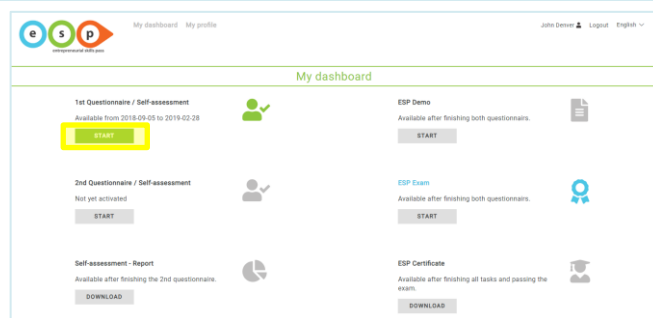 My dashboard My profile
John Denver Logout English
e s p
entrepreneurial skills pass
My dashboard
1st Questionnaire / Self-assessment
Available from 2018-09-05 to 2019-02-28
START
ESP Demo
Available after finishing both questionnairs.
START
2nd Questionnaire / Self-assessment
Not yet activated
START
ESP Exam
Available after finishing both questionnairs.
START
Self-assessment - Report
Available after finishing the 2nd questionnaire.
DOWNLOAD
ESP Certificate
Available after finishing all tasks and passing the
exam.
DOWNLOAD